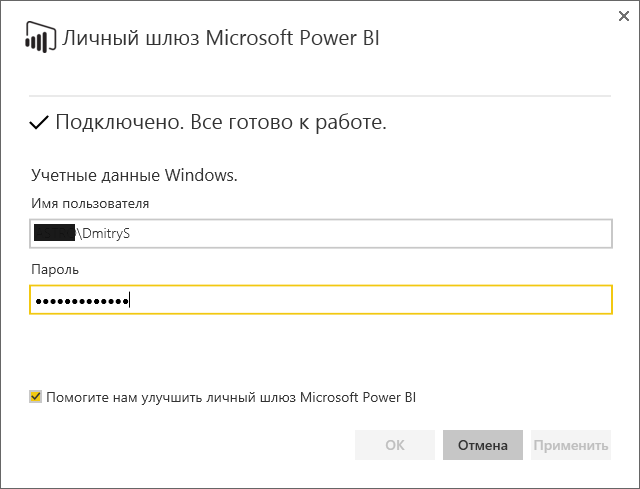 Личный шлюз Microsoft Power BI
Подключено. Все готово к работе.
Учетные данные Windows.
Имя пользователя
\DmitryS
Пароль
•••••••••••••
Помогите нам улучшить личный шлюз Microsoft Power BI
ОК
Отмена
Применить